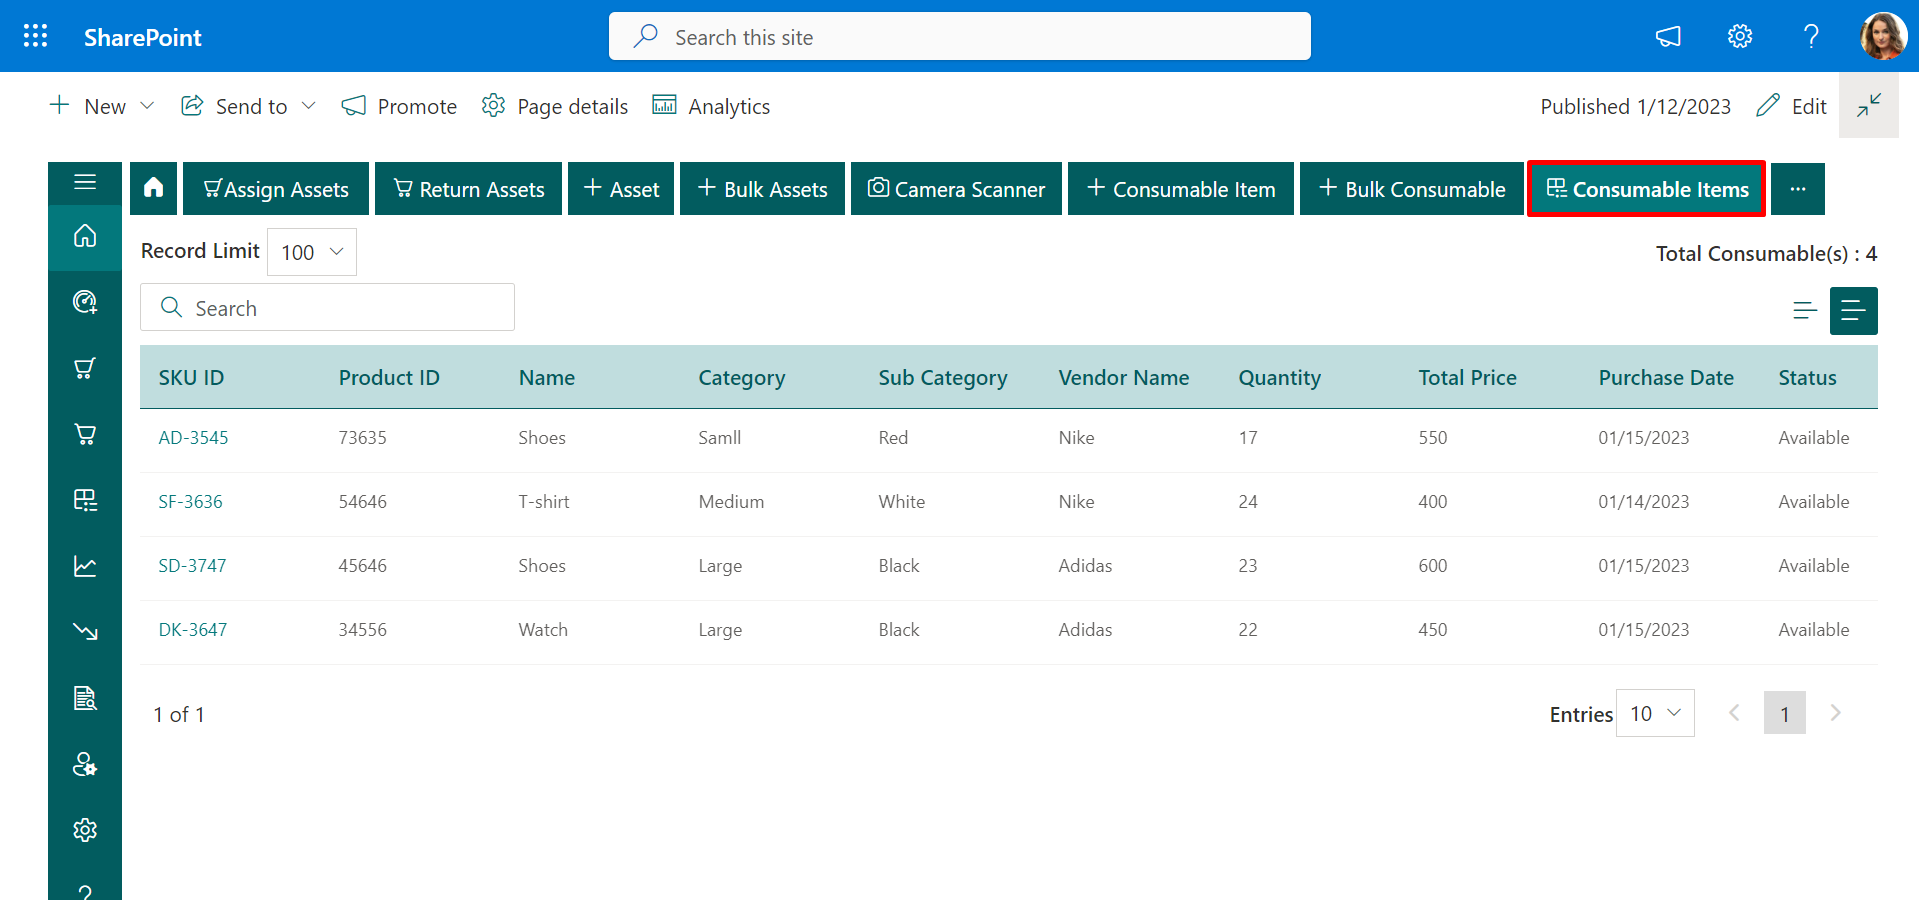 SharePoint
Search this site
New
Send to
Promote
Page details
Analytics
Published 1/12/2023
Edit
Assign Assets
Return Assets
+ Asset
+ Bulk Assets
Camera Scanner
+ Consumable Item
+ Bulk Consumable
Consumable Items
...
Record Limit 100
Total Consumable(s) : 4
Search
SKU ID Product ID Name Category Sub Category Vendor Name Quantity Total Price Purchase Date Status
AD-3545 73635 Shoes Samll Red Nike 17 550 01/15/2023 Available
SF-3636 54646 T-shirt Medium White Nike 24 400 01/14/2023 Available
SD-3747 45646 Shoes Large Black Adidas 23 600 01/15/2023 Available
DK-3647 34556 Watch Large Black Adidas 22 450 01/15/2023 Available
1 of 1
Entries 10
1